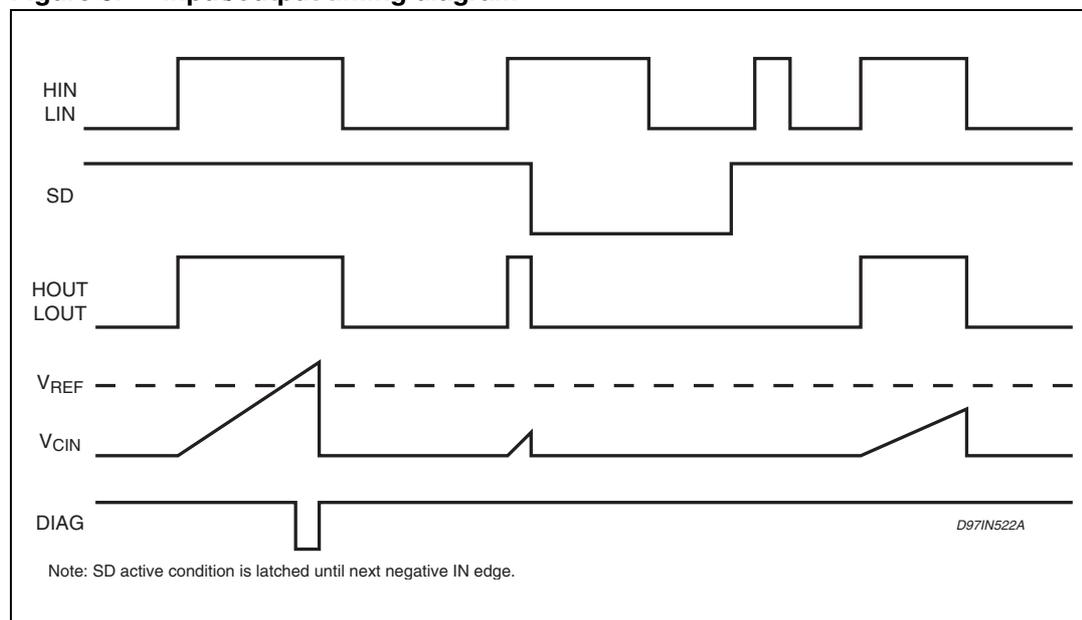 HIN
LIN
SD
HOUT
LOUT
VREF
VCIN
DIAG
D97IN522A
Note: SD active condition is latched until next negative IN edge.